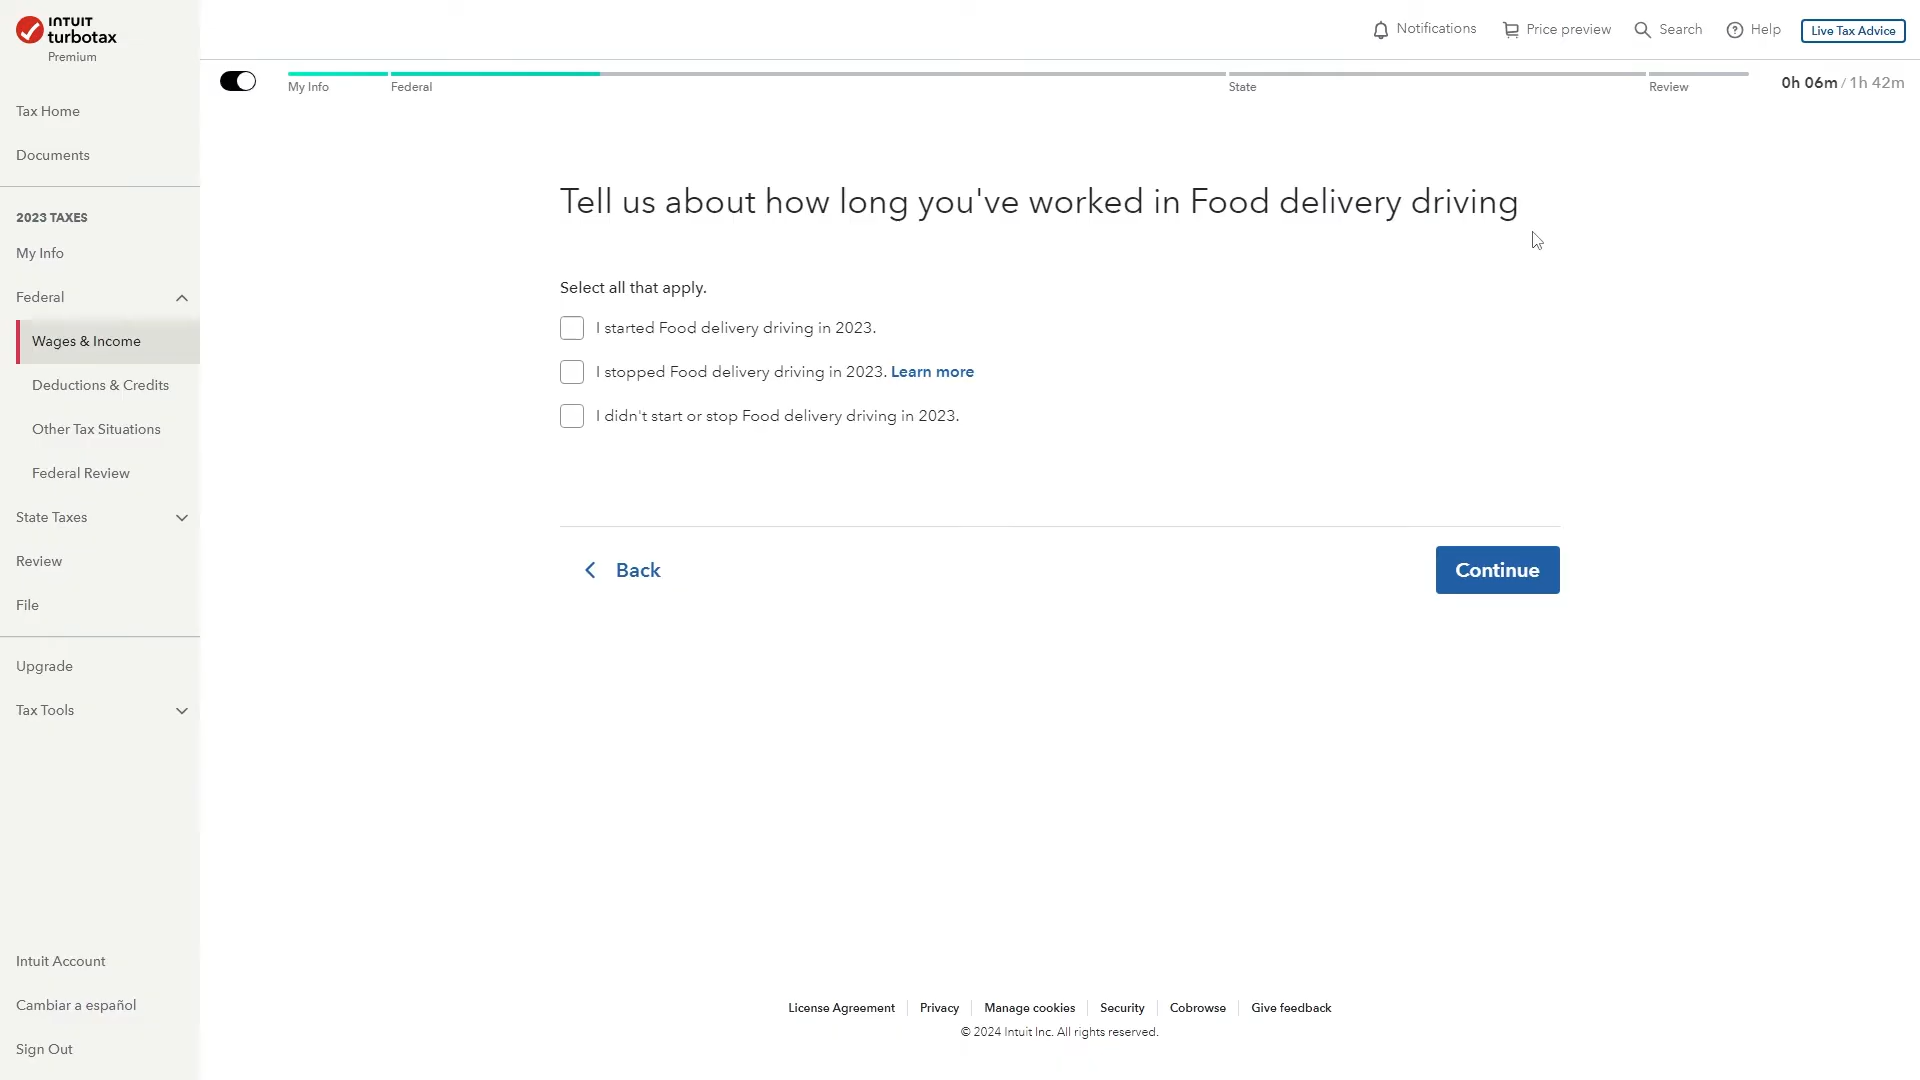 INTUIT
turbotax
Premium
Notifications
Price preview
Search
Help
Live Tax Advice
My Info
Federal
State
Review
0h 06m / 1h 42m
Tax Home
Documents
2023 TAXES
My Info
Federal
Wages & Income
Deductions & Credits
Other Tax Situations
Federal Review
State Taxes
Review
File
Upgrade
Tax Tools
Intuit Account
Cambiar a español
Sign Out
Tell us about how long you've worked in Food delivery driving
Select all that apply.
I started Food delivery driving in 2023.
I stopped Food delivery driving in 2023. Learn more
I didn't start or stop Food delivery driving in 2023.
Back
Continue
License Agreement
Privacy
Manage cookies
Security
Cobrowse
Give feedback
© 2024 Intuit Inc. All rights reserved.